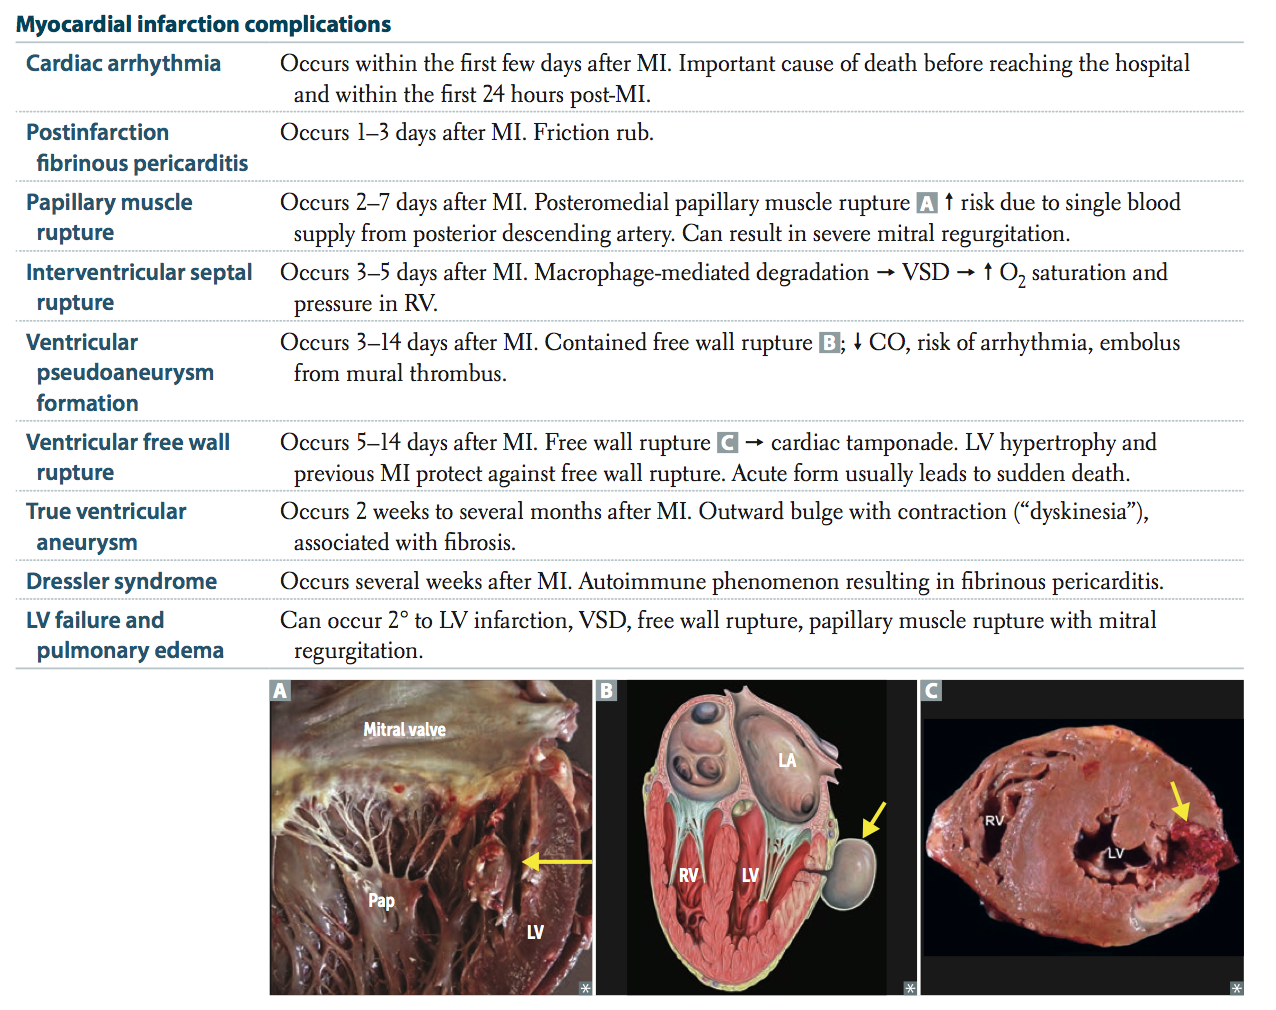 Myocardial infarction complications
Cardiac arrhythmia
Occurs within the first few days after MI. Important cause of death before reaching the hospital
and within the first 24 hours post-MI.
Postinfarction
fibrinous pericarditis
Occurs 1–3 days after MI. Friction rub.
Papillary muscle
rupture
Occurs 2–7 days after MI. Posteromedial papillary muscle rupture A ↑ risk due to single blood
supply from posterior descending artery. Can result in severe mitral regurgitation.
Interventricular septal
rupture
Occurs 3–5 days after MI. Macrophage-mediated degradation → VSD → ↑ O₂ saturation and
pressure in RV.
Ventricular
pseudoaneurysm
formation
Occurs 3–14 days after MI. Contained free wall rupture B; ↓ CO, risk of arrhythmia, embolus
from mural thrombus.
Ventricular free wall
rupture
Occurs 5–14 days after MI. Free wall rupture C → cardiac tamponade. LV hypertrophy and
previous MI protect against free wall rupture. Acute form usually leads to sudden death.
True ventricular
aneurysm
Occurs 2 weeks to several months after MI. Outward bulge with contraction (“dyskinesia”),
associated with fibrosis.
Dressler syndrome
Occurs several weeks after MI. Autoimmune phenomenon resulting in fibrinous pericarditis.
LV failure and
pulmonary edema
Can occur 2° to LV infarction, VSD, free wall rupture, papillary muscle rupture with mitral
regurgitation.
A
Mitral valve
Pap
LV
*
B
LA
RV
LV
*
C
RV
LV
*